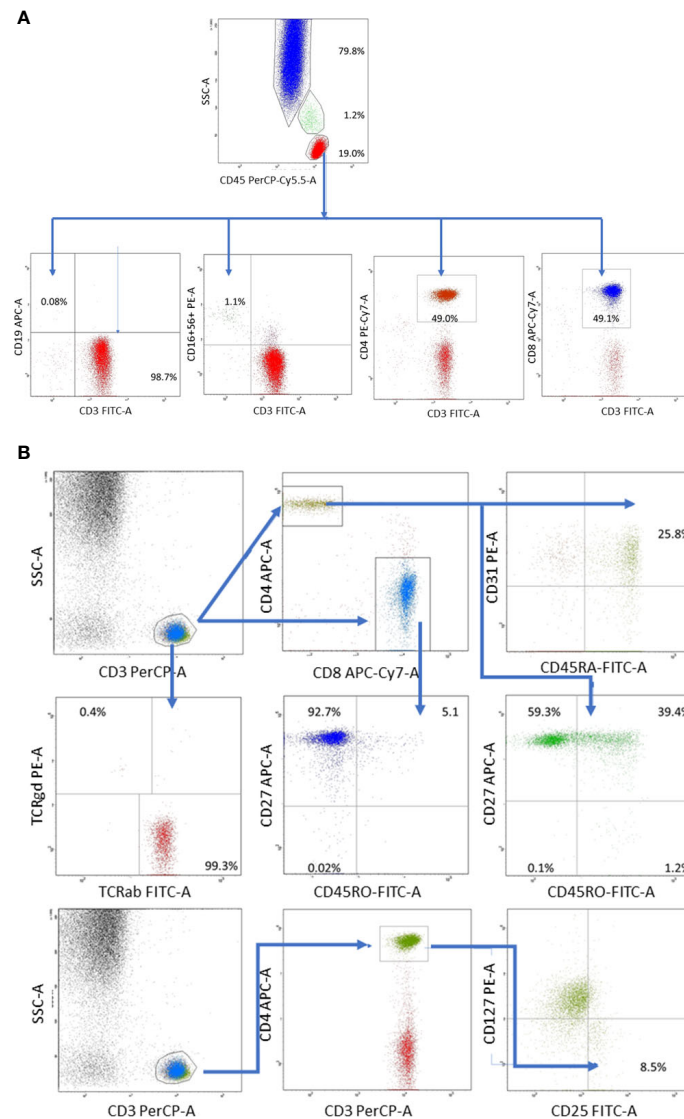 A
SSC-A
79.8%
1.2%
19.0%
CD45 PerCP-Cy5.5-A
CD19 APC-A
0.08%
98.7%
CD3 FITC-A
CD16+56+ PE-A
1.1%
CD3 FITC-A
CD4 PE-Cy7-A
49.0%
CD3 FITC-A
CD8 APC-Cy7-A
49.1%
CD3 FITC-A
B
SSC-A
CD3 PerCP-A
CD4 APC-A
CD8 APC-Cy7-A
CD31 PE-A
25.8%
CD45RA-FITC-A
TCRgd PE-A
0.4%
99.3%
TCRab FITC-A
CD27 APC-A
92.7%
5.1
0.02%
CD45RO-FITC-A
CD27 APC-A
59.3%
39.4%
0.1%
1.2%
CD45RO-FITC-A
SSC-A
CD3 PerCP-A
CD4 APC-A
CD3 PerCP-A
CD127 PE-A
8.5%
CD25 FITC-A